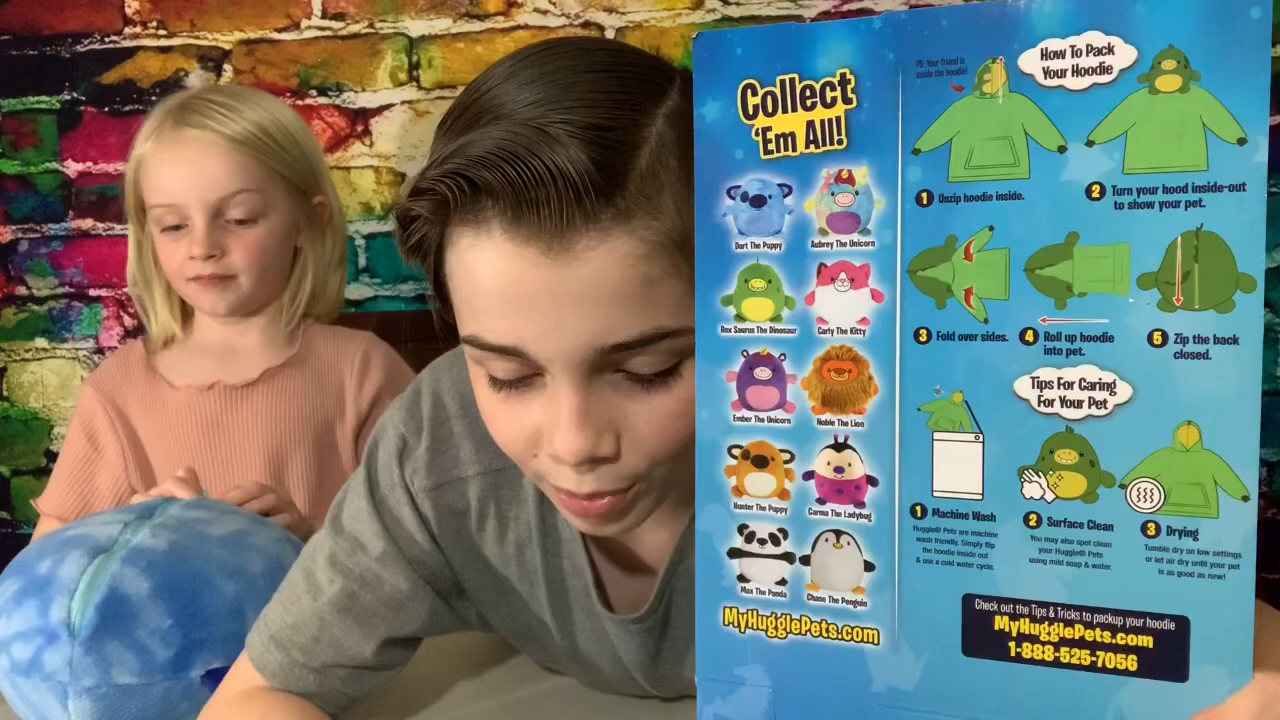 Collect
'Em All!
Dart The Puppy
Aubrey The Unicorn
Rex Saurus The Dinosaur
Carly The Kitty
Ember The Unicorn
Noble The Lion
Hunter The Puppy
Carma The Ladybug
Max The Panda
Chase The Penguin
MyHugglePets.com
PS- Your friend is
inside the hoodie!
How To Pack
Your Hoodie
1 Unzip hoodie inside.
2 Turn your hood inside-out
to show your pet.
3 Fold over sides.
4 Roll up hoodie
into pet.
5 Zip the back
closed.
Tips For Caring
For Your Pet
1 Machine Wash
Huggle® Pets are machine
wash friendly. Simply flip
the hoodie inside out
& use a cold water cycle.
2 Surface Clean
You may also spot clean
your Huggle® Pets
using mild soap & water.
3 Drying
Tumble dry on low settings
or let air dry until your pet
is as good as new!
Check out the Tips & Tricks to packup your hoodie
MyHugglePets.com
1-888-525-7056